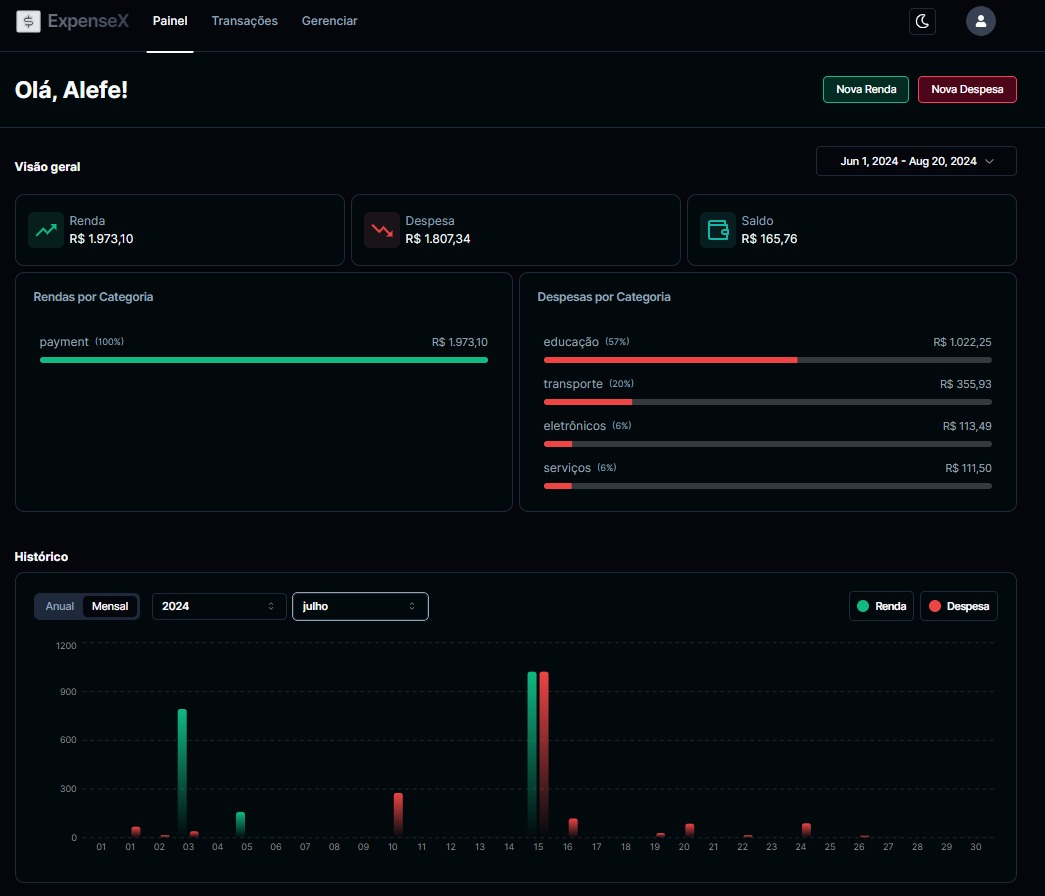 ExpenseX Painel Transações Gerenciar
Olá, Alefe!
Nova Renda Nova Despesa
Visão geral
Jun 1, 2024 - Aug 20, 2024
Renda
R$ 1.973,10
Despesa
R$ 1.807,34
Saldo
R$ 165,76
Rendas por Categoria
payment (100%) R$ 1.973,10
Despesas por Categoria
educação (57%) R$ 1.022,25
transporte (20%) R$ 355,93
eletrônicos (6%) R$ 113,49
serviços (6%) R$ 111,50
Histórico
Anual Mensal 2024 julho Renda Despesa
1200
900
600
300
0
01 01 02 03 04 05 06 07 08 09 10 11 12 13 14 15 16 17 18 19 20 21 22 23 24 25 26 27 28 29 30